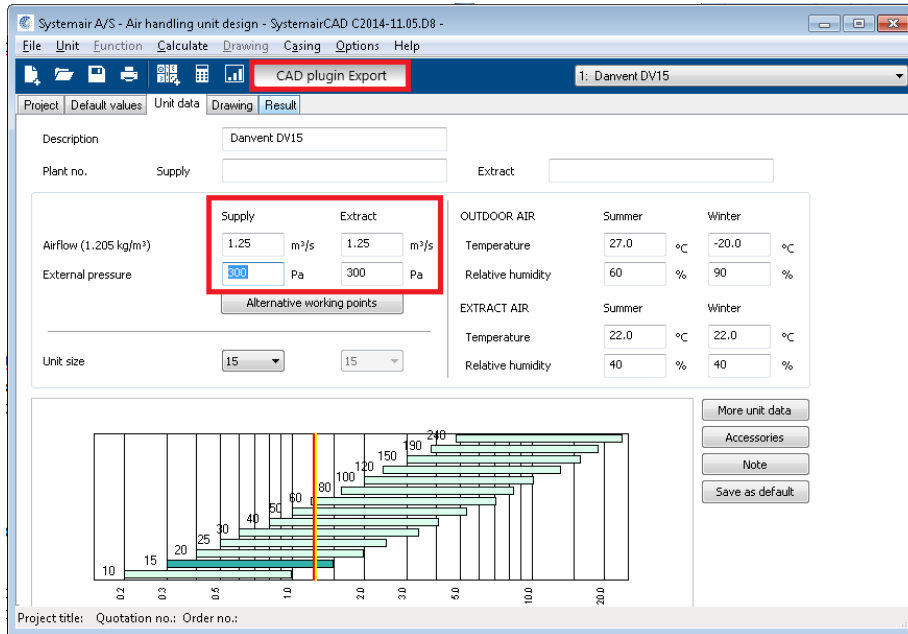 Systemair A/S - Air handling unit design - SystemairCAD C2014-11.05.D8 -
File Unit Function Calculate Drawing Casing Options Help
CAD plugin Export 1: Danvent DV15
Project Default values Unit data Drawing Result
Description Danvent DV15
Plant no. Supply Extract
Supply Extract OUTDOOR AIR Summer Winter
Airflow (1.205 kg/m³) 1.25 m³/s 1.25 m³/s Temperature 27.0 °C -20.0 °C
External pressure 300 Pa 300 Pa Relative humidity 60 % 90 %
Alternative working points EXTRACT AIR Summer Winter
Temperature 22.0 °C 22.0 °C
Unit size 15 15 Relative humidity 40 % 40 %
More unit data
Accessories
Note
Save as default
240
190
150
120
100
80
60
50
40
30
25
20
15
10
0.2 0.3 0.5 1.0 2.0 3.0 5.0 10.0 20.0
Project title: Quotation no.: Order no.: